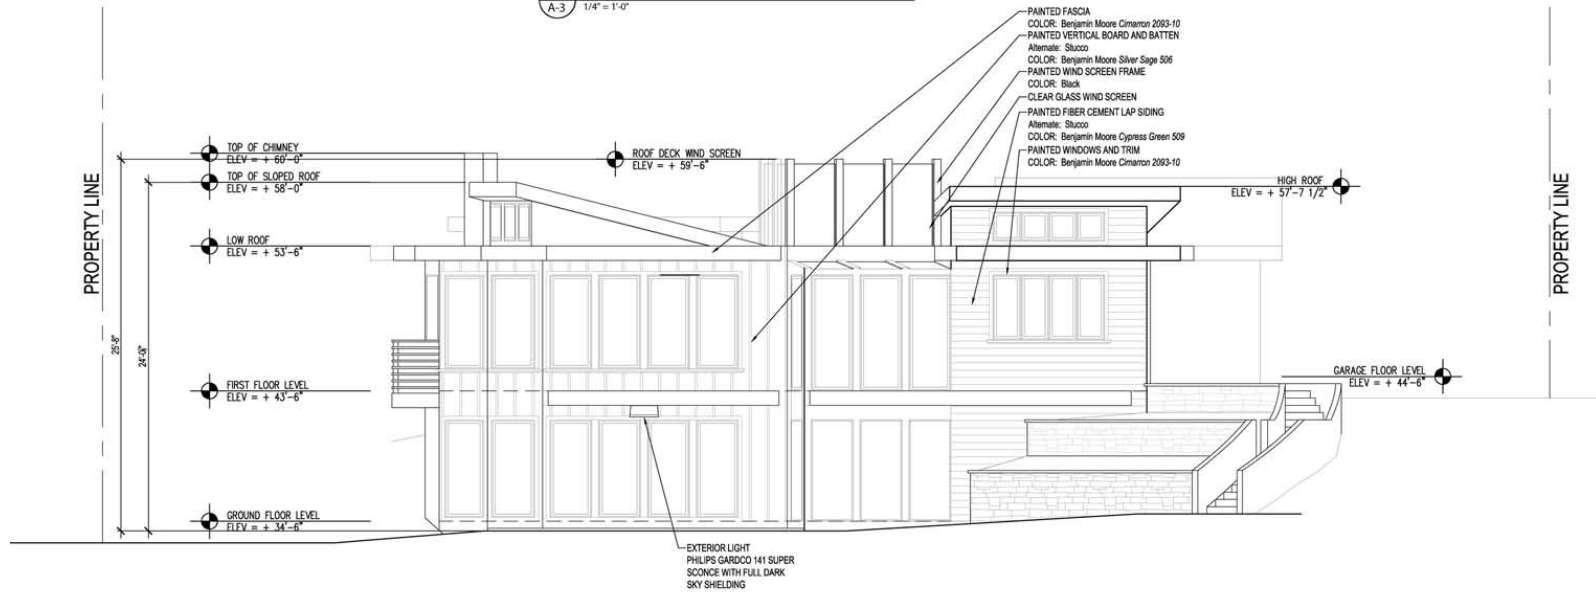 A-3
1/4" = 1'-0"
PAINTED FASCIA
COLOR: Benjamin Moore Cimarron 2093-10
PAINTED VERTICAL BOARD AND BATTEN
Alternate: Stucco
COLOR: Benjamin Moore Silver Sage 506
PAINTED WIND SCREEN FRAME
COLOR: Black
CLEAR GLASS WIND SCREEN
PAINTED FIBER CEMENT LAP SIDING
Alternate: Stucco
COLOR: Benjamin Moore Cypress Green 509
PAINTED WINDOWS AND TRIM
COLOR: Benjamin Moore Cimarron 2093-10
TOP OF CHIMNEY
ELEV = + 60'-0"
TOP OF SLOPED ROOF
ELEV = + 58'-0"
LOW ROOF
ELEV = + 53'-6"
FIRST FLOOR LEVEL
ELEV = + 43'-6"
GROUND FLOOR LEVEL
ELEV = + 34'-6"
ROOF DECK WIND SCREEN
ELEV = + 59'-6"
HIGH ROOF
ELEV = + 57'-7 1/2"
GARAGE FLOOR LEVEL
ELEV = + 44'-6"
PROPERTY LINE
PROPERTY LINE
25'-8"
24'-0"
EXTERIOR LIGHT
PHILIPS GARDCO 141 SUPER
SCONCE WITH FULL DARK
SKY SHIELDING